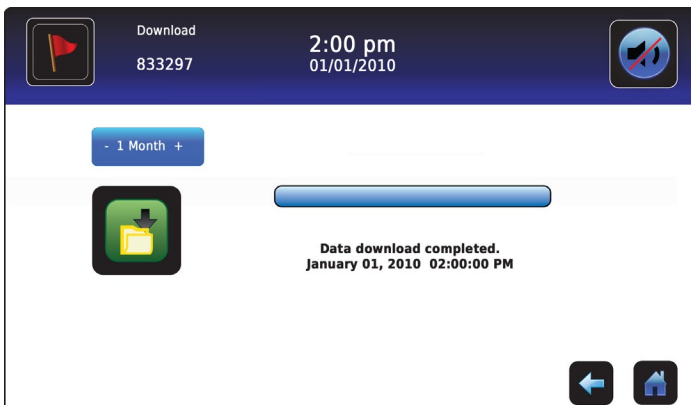 Download
833297
2:00 pm
01/01/2010
- 1 Month +
Data download completed.
January 01, 2010 02:00:00 PM